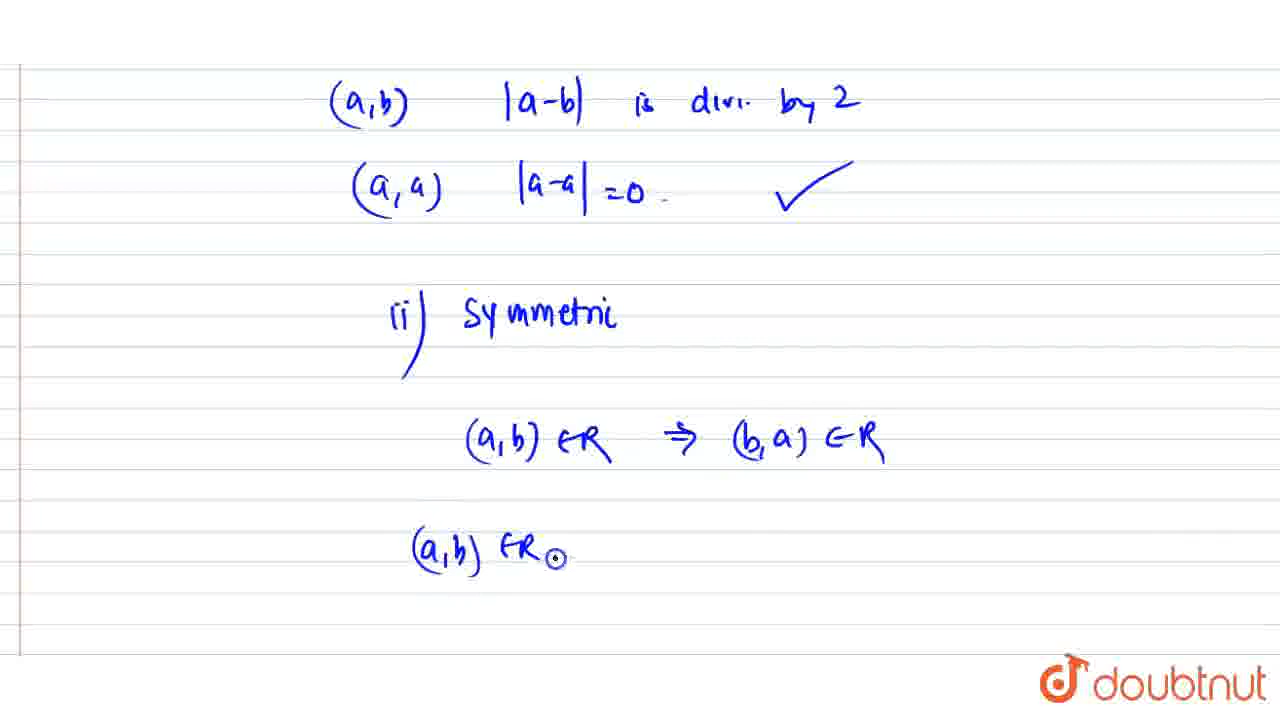 (a,b) |a-b| is divi. by 2
(a,a) |a-a| =0. ✓
ii) Symmetric
(a,b) ∈R ⇒ (b,a) ∈R
(a,b) ∈R
doubtnut